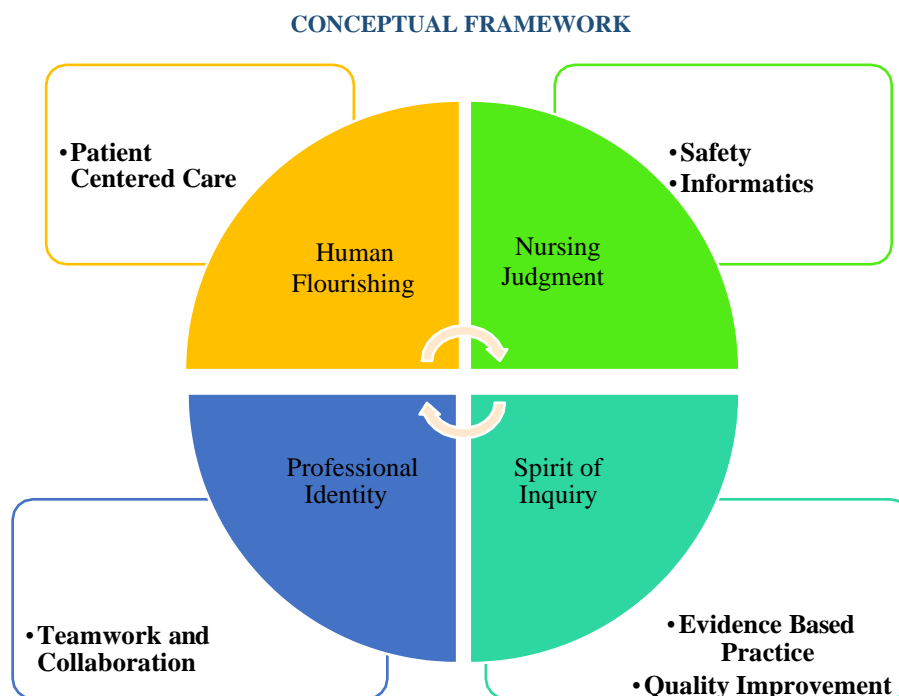 CONCEPTUAL FRAMEWORK
•Patient
Centered Care
•Safety
•Informatics
Human
Flourishing
Nursing
Judgment
Professional
Identity
Spirit of
Inquiry
•Teamwork and
Collaboration
•Evidence Based
Practice
•Quality Improvement